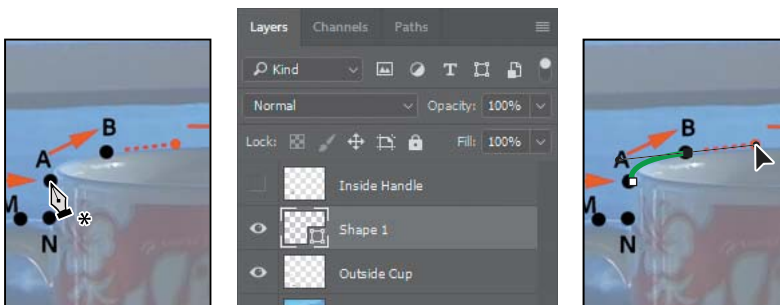 A
B
M
N
Layers Channels Paths
Kind
Normal Opacity: 100%
Lock: Fill: 100%
Inside Handle
Shape 1
Outside Cup
A
B
N